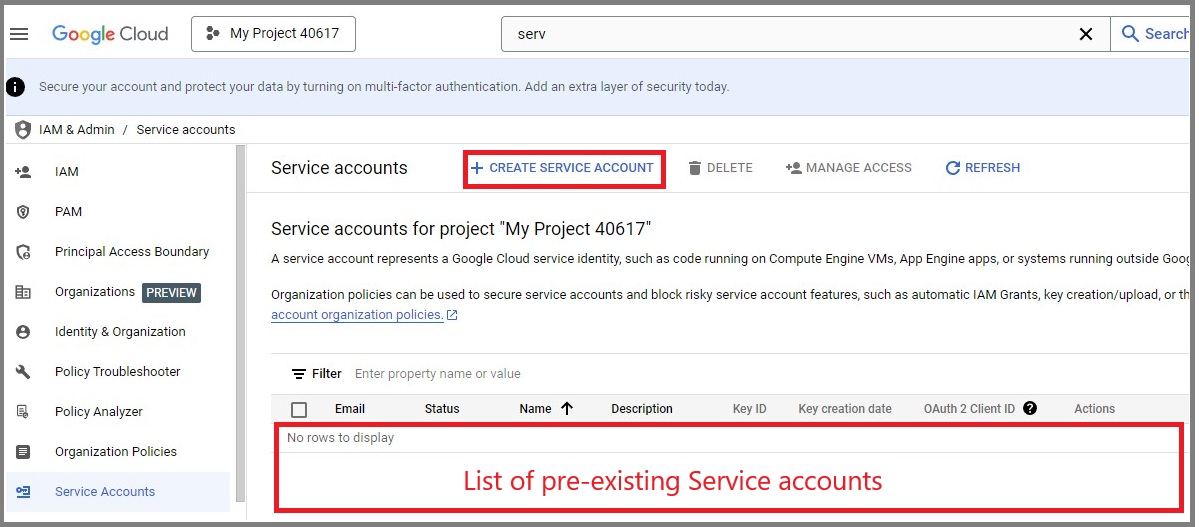 Google Cloud
My Project 40617
serv
Search
Secure your account and protect your data by turning on multi-factor authentication. Add an extra layer of security today.
IAM & Admin / Service accounts
IAM
PAM
Principal Access Boundary
Organizations PREVIEW
Identity & Organization
Policy Troubleshooter
Policy Analyzer
Organization Policies
Service Accounts
Service accounts
+ CREATE SERVICE ACCOUNT
DELETE
MANAGE ACCESS
REFRESH
Service accounts for project "My Project 40617"
A service account represents a Google Cloud service identity, such as code running on Compute Engine VMs, App Engine apps, or systems running outside Goog
Organization policies can be used to secure service accounts and block risky service account features, such as automatic IAM Grants, key creation/upload, or th
account organization policies.
Filter Enter property name or value
Email Status Name Description Key ID Key creation date OAuth 2 Client ID Actions
No rows to display
List of pre-existing Service accounts